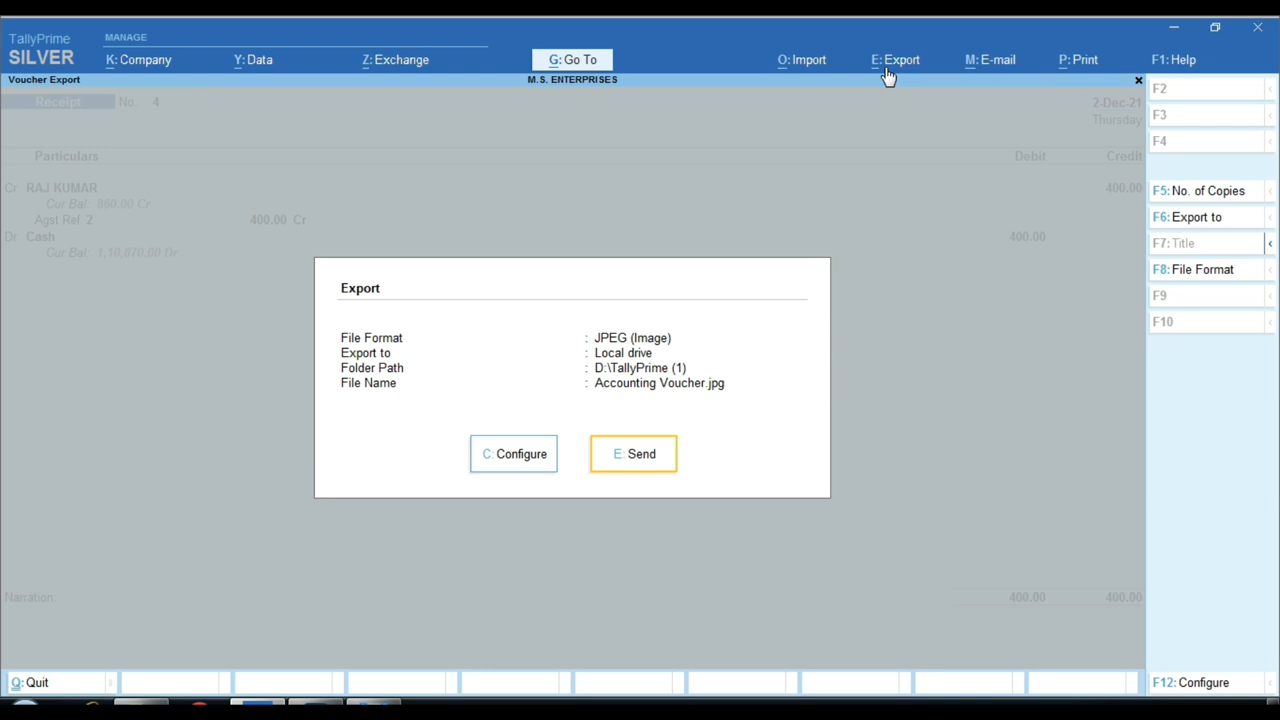 TallyPrime
SILVER
MANAGE
K: Company
Y: Data
Z: Exchange
G: Go To
O: Import
E: Export
M: E-mail
P: Print
F1: Help
Voucher Export
M.S. ENTERPRISES
Receipt No. 4
2-Dec-21
Thursday
Particulars Debit Credit
Cr RAJ KUMAR 400.00
Cur Bal: 860.00 Cr
Agst Ref 2 400.00 Cr
Dr Cash 400.00
Cur Bal: 1,10,870.00 Dr
Export
File Format : JPEG (Image)
Export to : Local drive
Folder Path : D:\TallyPrime (1)
File Name : Accounting Voucher.jpg
C: Configure
E: Send
Narration: 400.00 400.00
Q: Quit
F2
F3
F4
F5: No. of Copies
F6: Export to
F7: Title
F8: File Format
F9
F10
F12: Configure